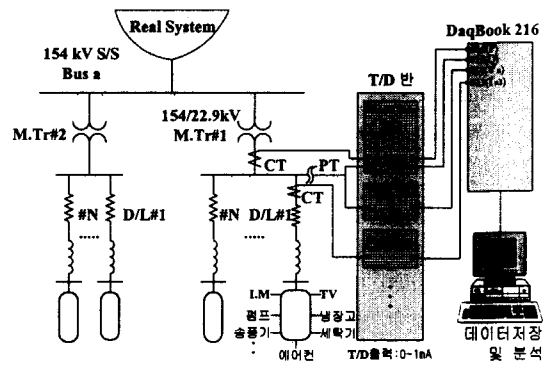 Real System
DaqBook 216
154 kV S/S
Bus a
T/D 반
154/22.9kV
M.Tr#2
M.Tr#1
CT
PT
CT
#N
D/L#1
#N
D/L#1
.....
.....
I.M
TV
펌프
냉장고
송풍기
세탁기
에어컨
T/D출력:0~1mA
데이터저장
및 분석